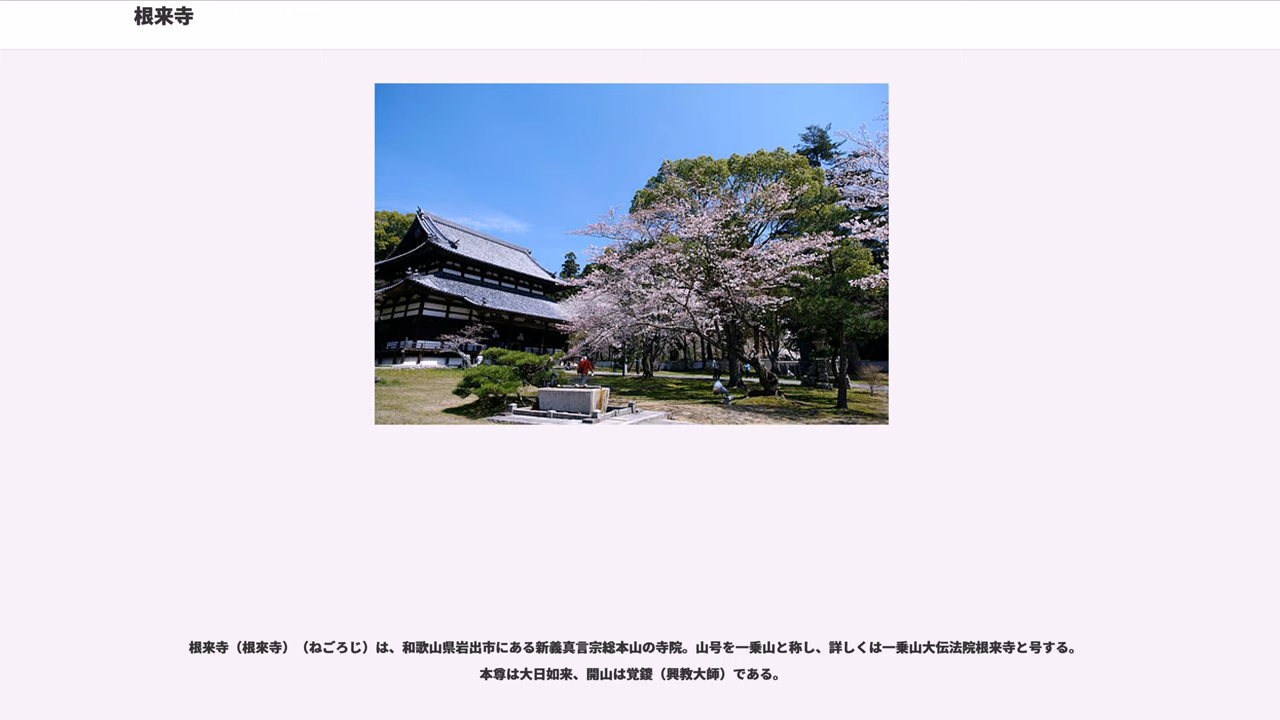 根来寺
根来寺（根來寺）（ねごろじ）は、和歌山県岩出市にある新義真言宗総本山の寺院。山号を一乗山と称し、詳しくは一乗山大伝法院根来寺と号する。
本尊は大日如来、開山は覚鑁（興教大師）である。